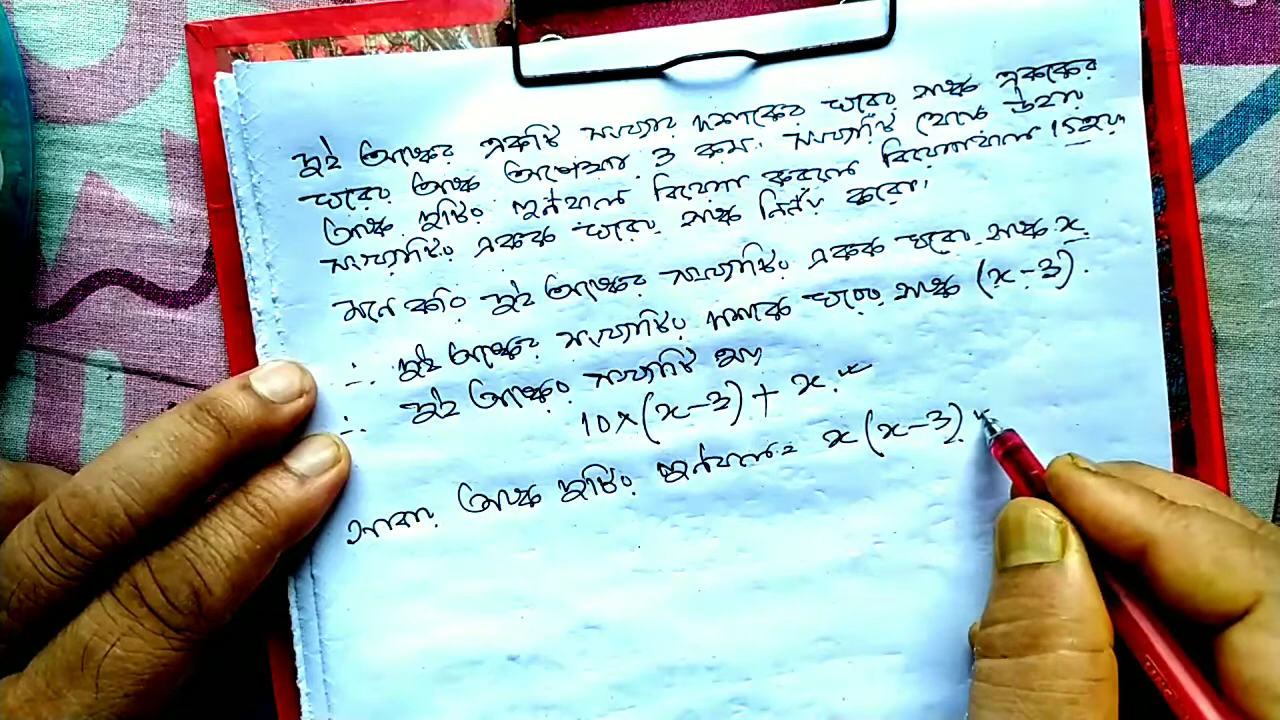 দুই অঙ্কের একটি সংখ্যার দশকের ঘরের অঙ্ক এককের
ঘরের অঙ্ক অপেক্ষা 3 কম। সংখ্যাটি থেকে উহার
অঙ্ক দুটির গুণফল বিয়োগ করলে বিয়োগফল 15 হয়।
সংখ্যাটির একক ঘরের অঙ্ক নির্ণয় করো।
মনে করি দুই অঙ্কের সংখ্যাটির একক ঘরের অঙ্ক x.
∴ দুই অঙ্কের সংখ্যাটির দশক ঘরের অঙ্ক (x-3).
∴ দুই অঙ্কের সংখ্যাটি হল
10×(x-3)+x.
আবার, অঙ্ক দুটির গুণফল= x(x-3).